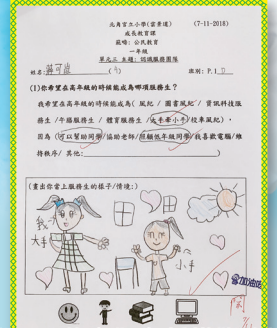 北角官立小學(雲景道) (7-11-2018)
成長教育課
範疇: 公民教育
一年級
單元三 主題: 認識服務團隊
姓名: (4) 班別: P.1D
(1)你希望在高年級的時候能成為哪項服務生?
我希望在高年級的時候能成為( 風紀 / 圖書風紀 / 資訊科技服
務生 /午膳服務生 / 體育服務生 /大手牽小手/校車風紀)。
因為(可以幫助同學/協助老師/照顧低年級同學/我喜歡電腦/維
持秩序/ 其他: )
(畫出你當上服務生的樣子/情境:)
我
大手
小手
加油
閱